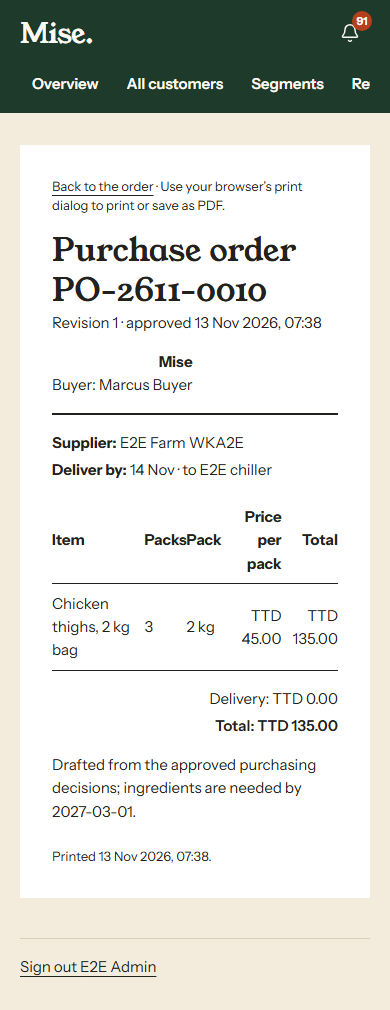 Mise.
91
Overview All customers Segments Re
Back to the order · Use your browser's print
dialog to print or save as PDF.
Purchase order
PO-2611-0010
Revision 1 · approved 13 Nov 2026, 07:38
Mise
Buyer: Marcus Buyer
Supplier: E2E Farm WKA2E
Deliver by: 14 Nov · to E2E chiller
Item Packs Pack Price per pack Total
Chicken thighs, 2 kg bag 3 2 kg TTD 45.00 TTD 135.00
Delivery: TTD 0.00
Total: TTD 135.00
Drafted from the approved purchasing
decisions; ingredients are needed by
2027-03-01.
Printed 13 Nov 2026, 07:38.
Sign out E2E Admin